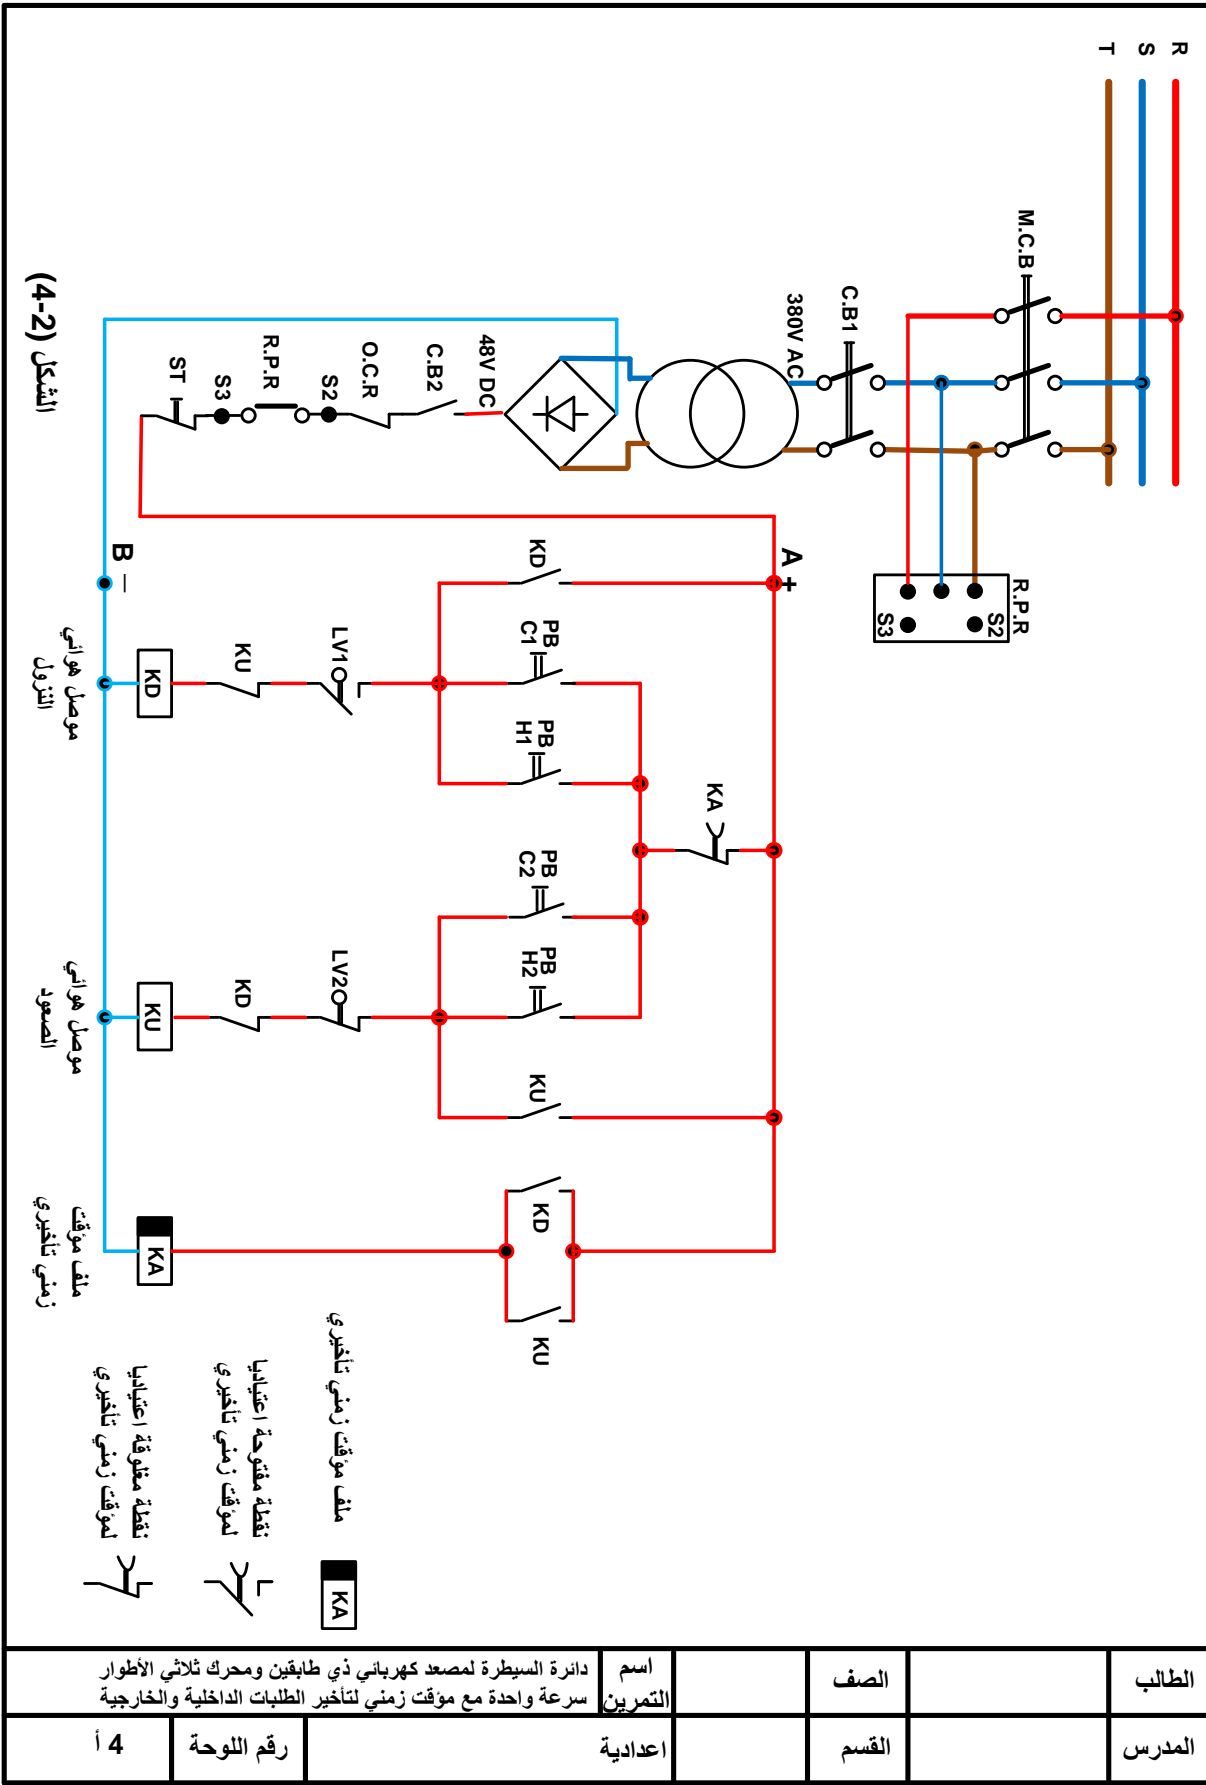 R
S
T
M.C.B
C.B1
380V AC
48V DC
C.B2
O.C.R
S2
R.P.R
S3
ST
الشكل (2-4)
R.P.R
S2
S3
A +
B −
KD
PB
C1
PB
H1
KA
PB
C2
PB
H2
KU
LV1
KU
KD
LV2
KD
KU
KD
KU
KA
موصل هوائي
النزول
موصل هوائي
الصعود
ملف مؤقت
زمني تأخيري
ملف مؤقت زمني تأخيري
KA
نقطة مفتوحة اعتياديا
لمؤقت زمني تأخيري
نقطة مغلوقة اعتياديا
لمؤقت زمني تأخيري
الطالب
الصف
اسم
التمرين
دائرة السيطرة لمصعد كهربائي ذي طابقين ومحرك ثلاثي الأطوار
سرعة واحدة مع مؤقت زمني لتأخير الطلبات الداخلية والخارجية
المدرس
القسم
اعدادية
رقم اللوحة
4 أ